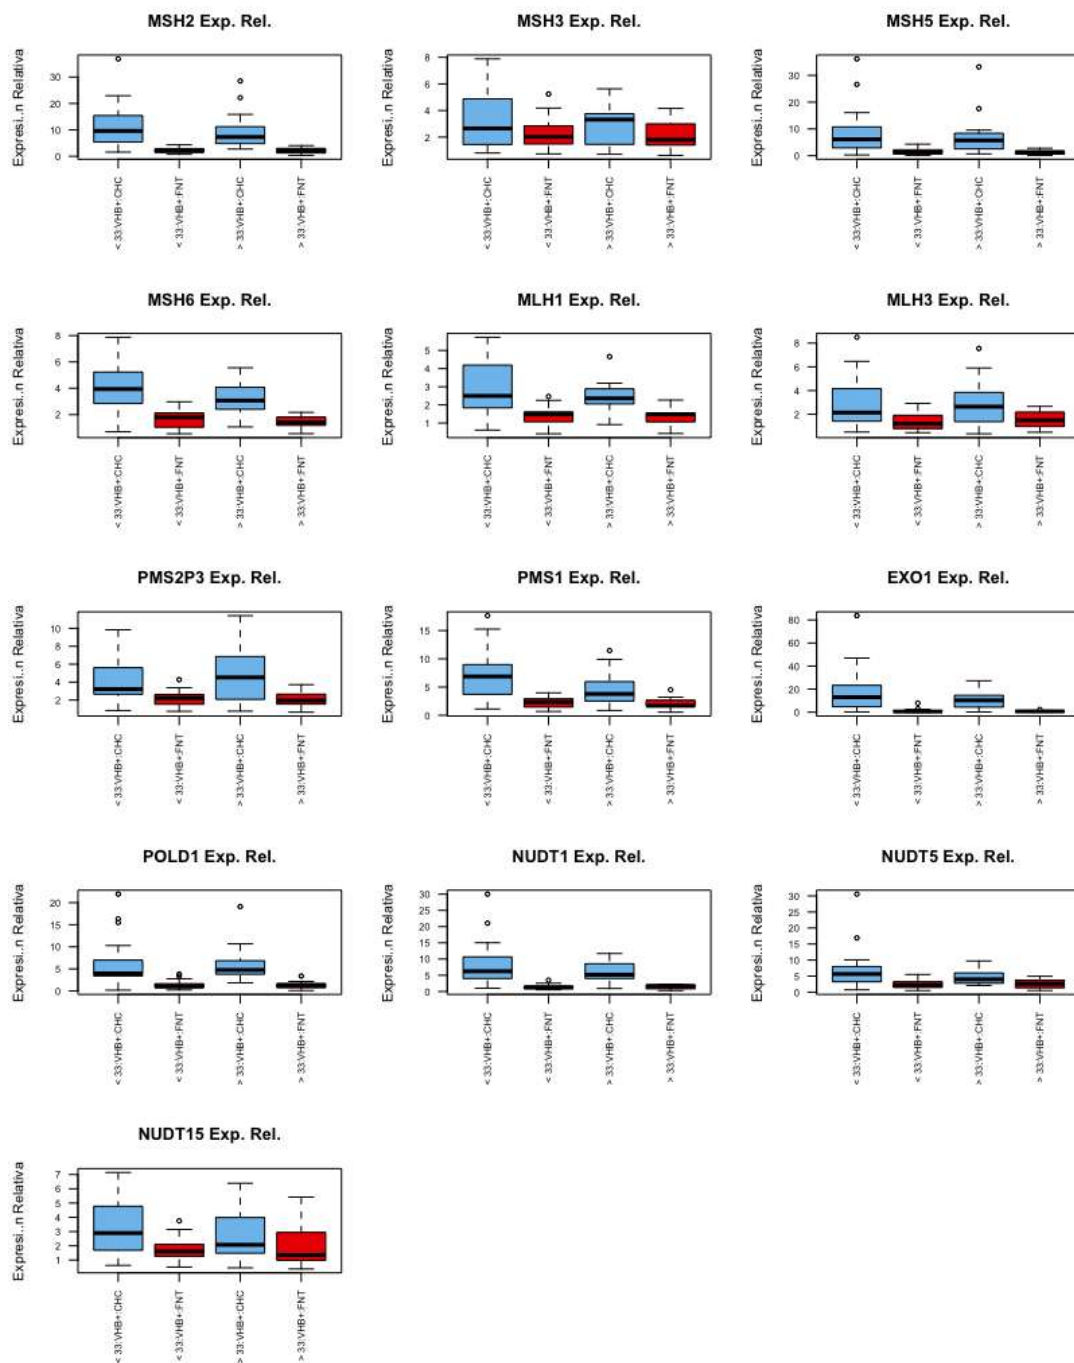 MSH2 Exp. Rel.
Expresi..n Relativa
30
20
10
0
< 33:VHB+:CHC
< 33:VHB+:FNT
> 33:VHB+:CHC
> 33:VHB+:FNT
MSH3 Exp. Rel.
Expresi..n Relativa
8
6
4
2
< 33:VHB+:CHC
< 33:VHB+:FNT
> 33:VHB+:CHC
> 33:VHB+:FNT
MSH5 Exp. Rel.
Expresi..n Relativa
30
20
10
0
< 33:VHB+:CHC
< 33:VHB+:FNT
> 33:VHB+:CHC
> 33:VHB+:FNT
MSH6 Exp. Rel.
Expresi..n Relativa
8
6
4
2
< 33:VHB+:CHC
< 33:VHB+:FNT
> 33:VHB+:CHC
> 33:VHB+:FNT
MLH1 Exp. Rel.
Expresi..n Relativa
5
4
3
2
1
< 33:VHB+:CHC
< 33:VHB+:FNT
> 33:VHB+:CHC
> 33:VHB+:FNT
MLH3 Exp. Rel.
Expresi..n Relativa
8
6
4
2
< 33:VHB+:CHC
< 33:VHB+:FNT
> 33:VHB+:CHC
> 33:VHB+:FNT
PMS2P3 Exp. Rel.
Expresi..n Relativa
10
8
6
4
2
< 33:VHB+:CHC
< 33:VHB+:FNT
> 33:VHB+:CHC
> 33:VHB+:FNT
PMS1 Exp. Rel.
Expresi..n Relativa
15
10
5
0
< 33:VHB+:CHC
< 33:VHB+:FNT
> 33:VHB+:CHC
> 33:VHB+:FNT
EXO1 Exp. Rel.
Expresi..n Relativa
80
60
40
20
0
< 33:VHB+:CHC
< 33:VHB+:FNT
> 33:VHB+:CHC
> 33:VHB+:FNT
POLD1 Exp. Rel.
Expresi..n Relativa
20
15
10
5
0
< 33:VHB+:CHC
< 33:VHB+:FNT
> 33:VHB+:CHC
> 33:VHB+:FNT
NUDT1 Exp. Rel.
Expresi..n Relativa
30
25
20
15
10
5
0
< 33:VHB+:CHC
< 33:VHB+:FNT
> 33:VHB+:CHC
> 33:VHB+:FNT
NUDT5 Exp. Rel.
Expresi..n Relativa
30
25
20
15
10
5
0
< 33:VHB+:CHC
< 33:VHB+:FNT
> 33:VHB+:CHC
> 33:VHB+:FNT
NUDT15 Exp. Rel.
Expresi..n Relativa
7
6
5
4
3
2
1
< 33:VHB+:CHC
< 33:VHB+:FNT
> 33:VHB+:CHC
> 33:VHB+:FNT